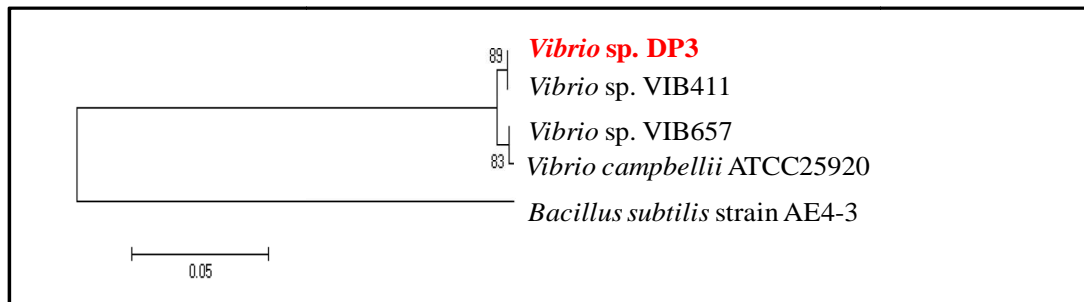 89
Vibrio sp. DP3
Vibrio sp. VIB411
Vibrio sp. VIB657
83
Vibrio campbellii ATCC25920
Bacillus subtilis strain AE4-3
0.05